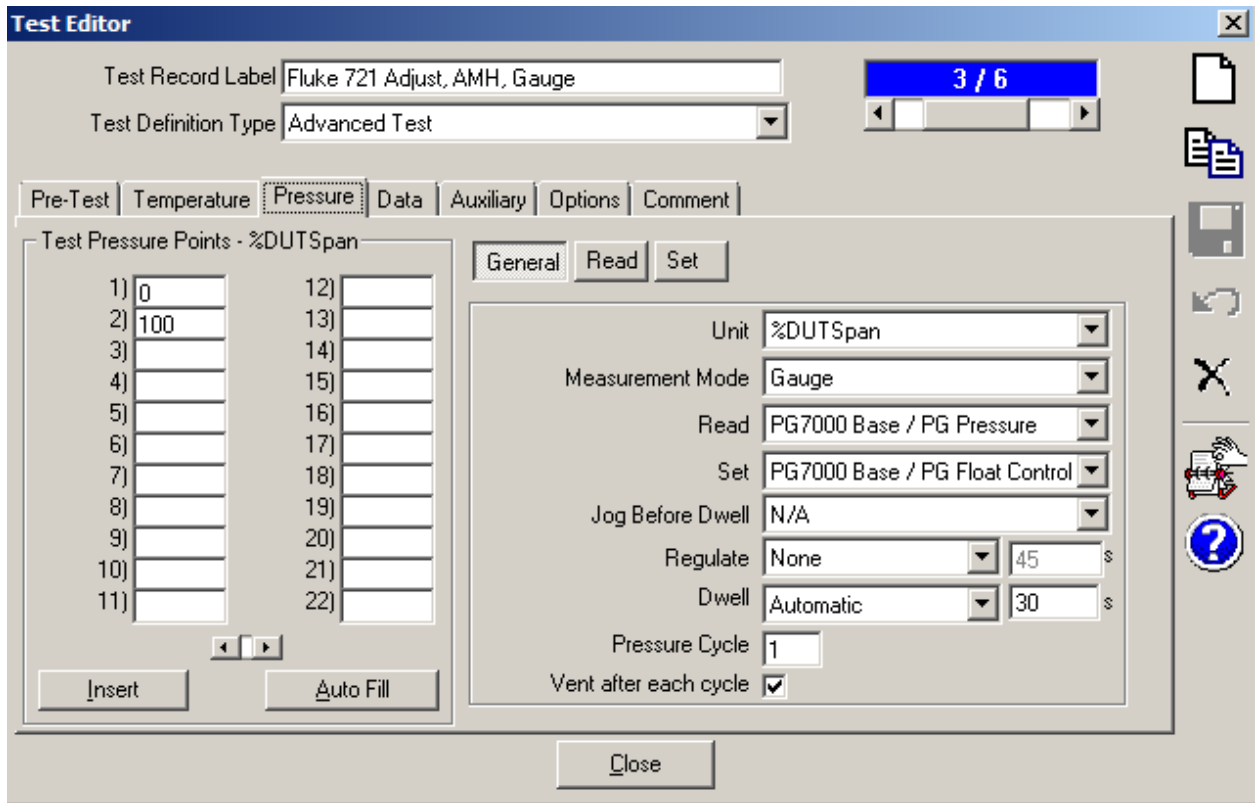 Test Editor
Test Record Label Fluke 721 Adjust, AMH, Gauge
3 / 6
Test Definition Type Advanced Test
Pre-Test Temperature Pressure Data Auxiliary Options Comment
Test Pressure Points - %DUTSpan
1) 0
2) 100
3)
4)
5)
6)
7)
8)
9)
10)
11)
12)
13)
14)
15)
16)
17)
18)
19)
20)
21)
22)
Insert Auto Fill
General Read Set
Unit %DUTSpan
Measurement Mode Gauge
Read PG7000 Base / PG Pressure
Set PG7000 Base / PG Float Control
Jog Before Dwell N/A
Regulate None 45 s
Dwell Automatic 30 s
Pressure Cycle 1
Vent after each cycle
Close